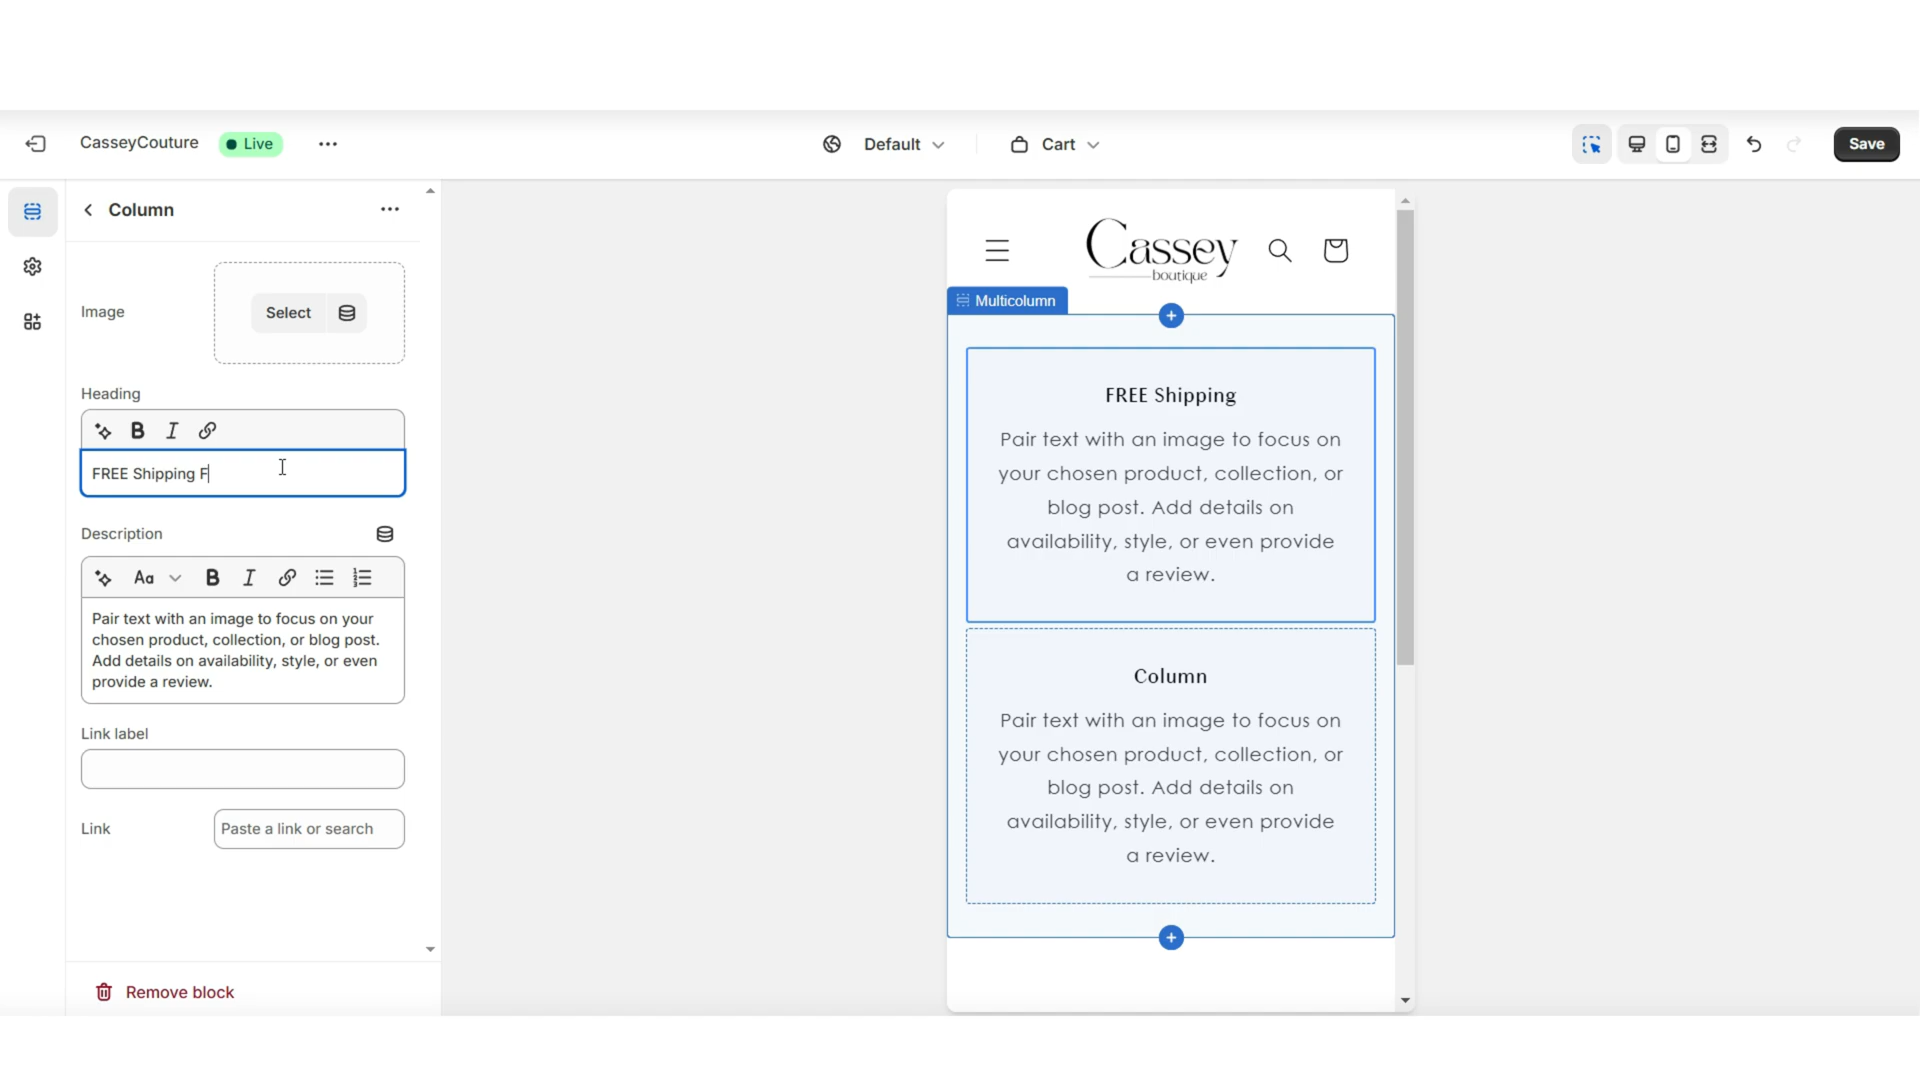 CasseyCouture
Live
Default
Cart
Save
Column
Image
Select
Heading
FREE Shipping F
Description
Aa
Pair text with an image to focus on your
chosen product, collection, or blog post.
Add details on availability, style, or even
provide a review.
Link label
Link
Paste a link or search
Remove block
Cassey
boutique
Multicolumn
FREE Shipping
Pair text with an image to focus on
your chosen product, collection, or
blog post. Add details on
availability, style, or even provide
a review.
Column
Pair text with an image to focus on
your chosen product, collection, or
blog post. Add details on
availability, style, or even provide
a review.